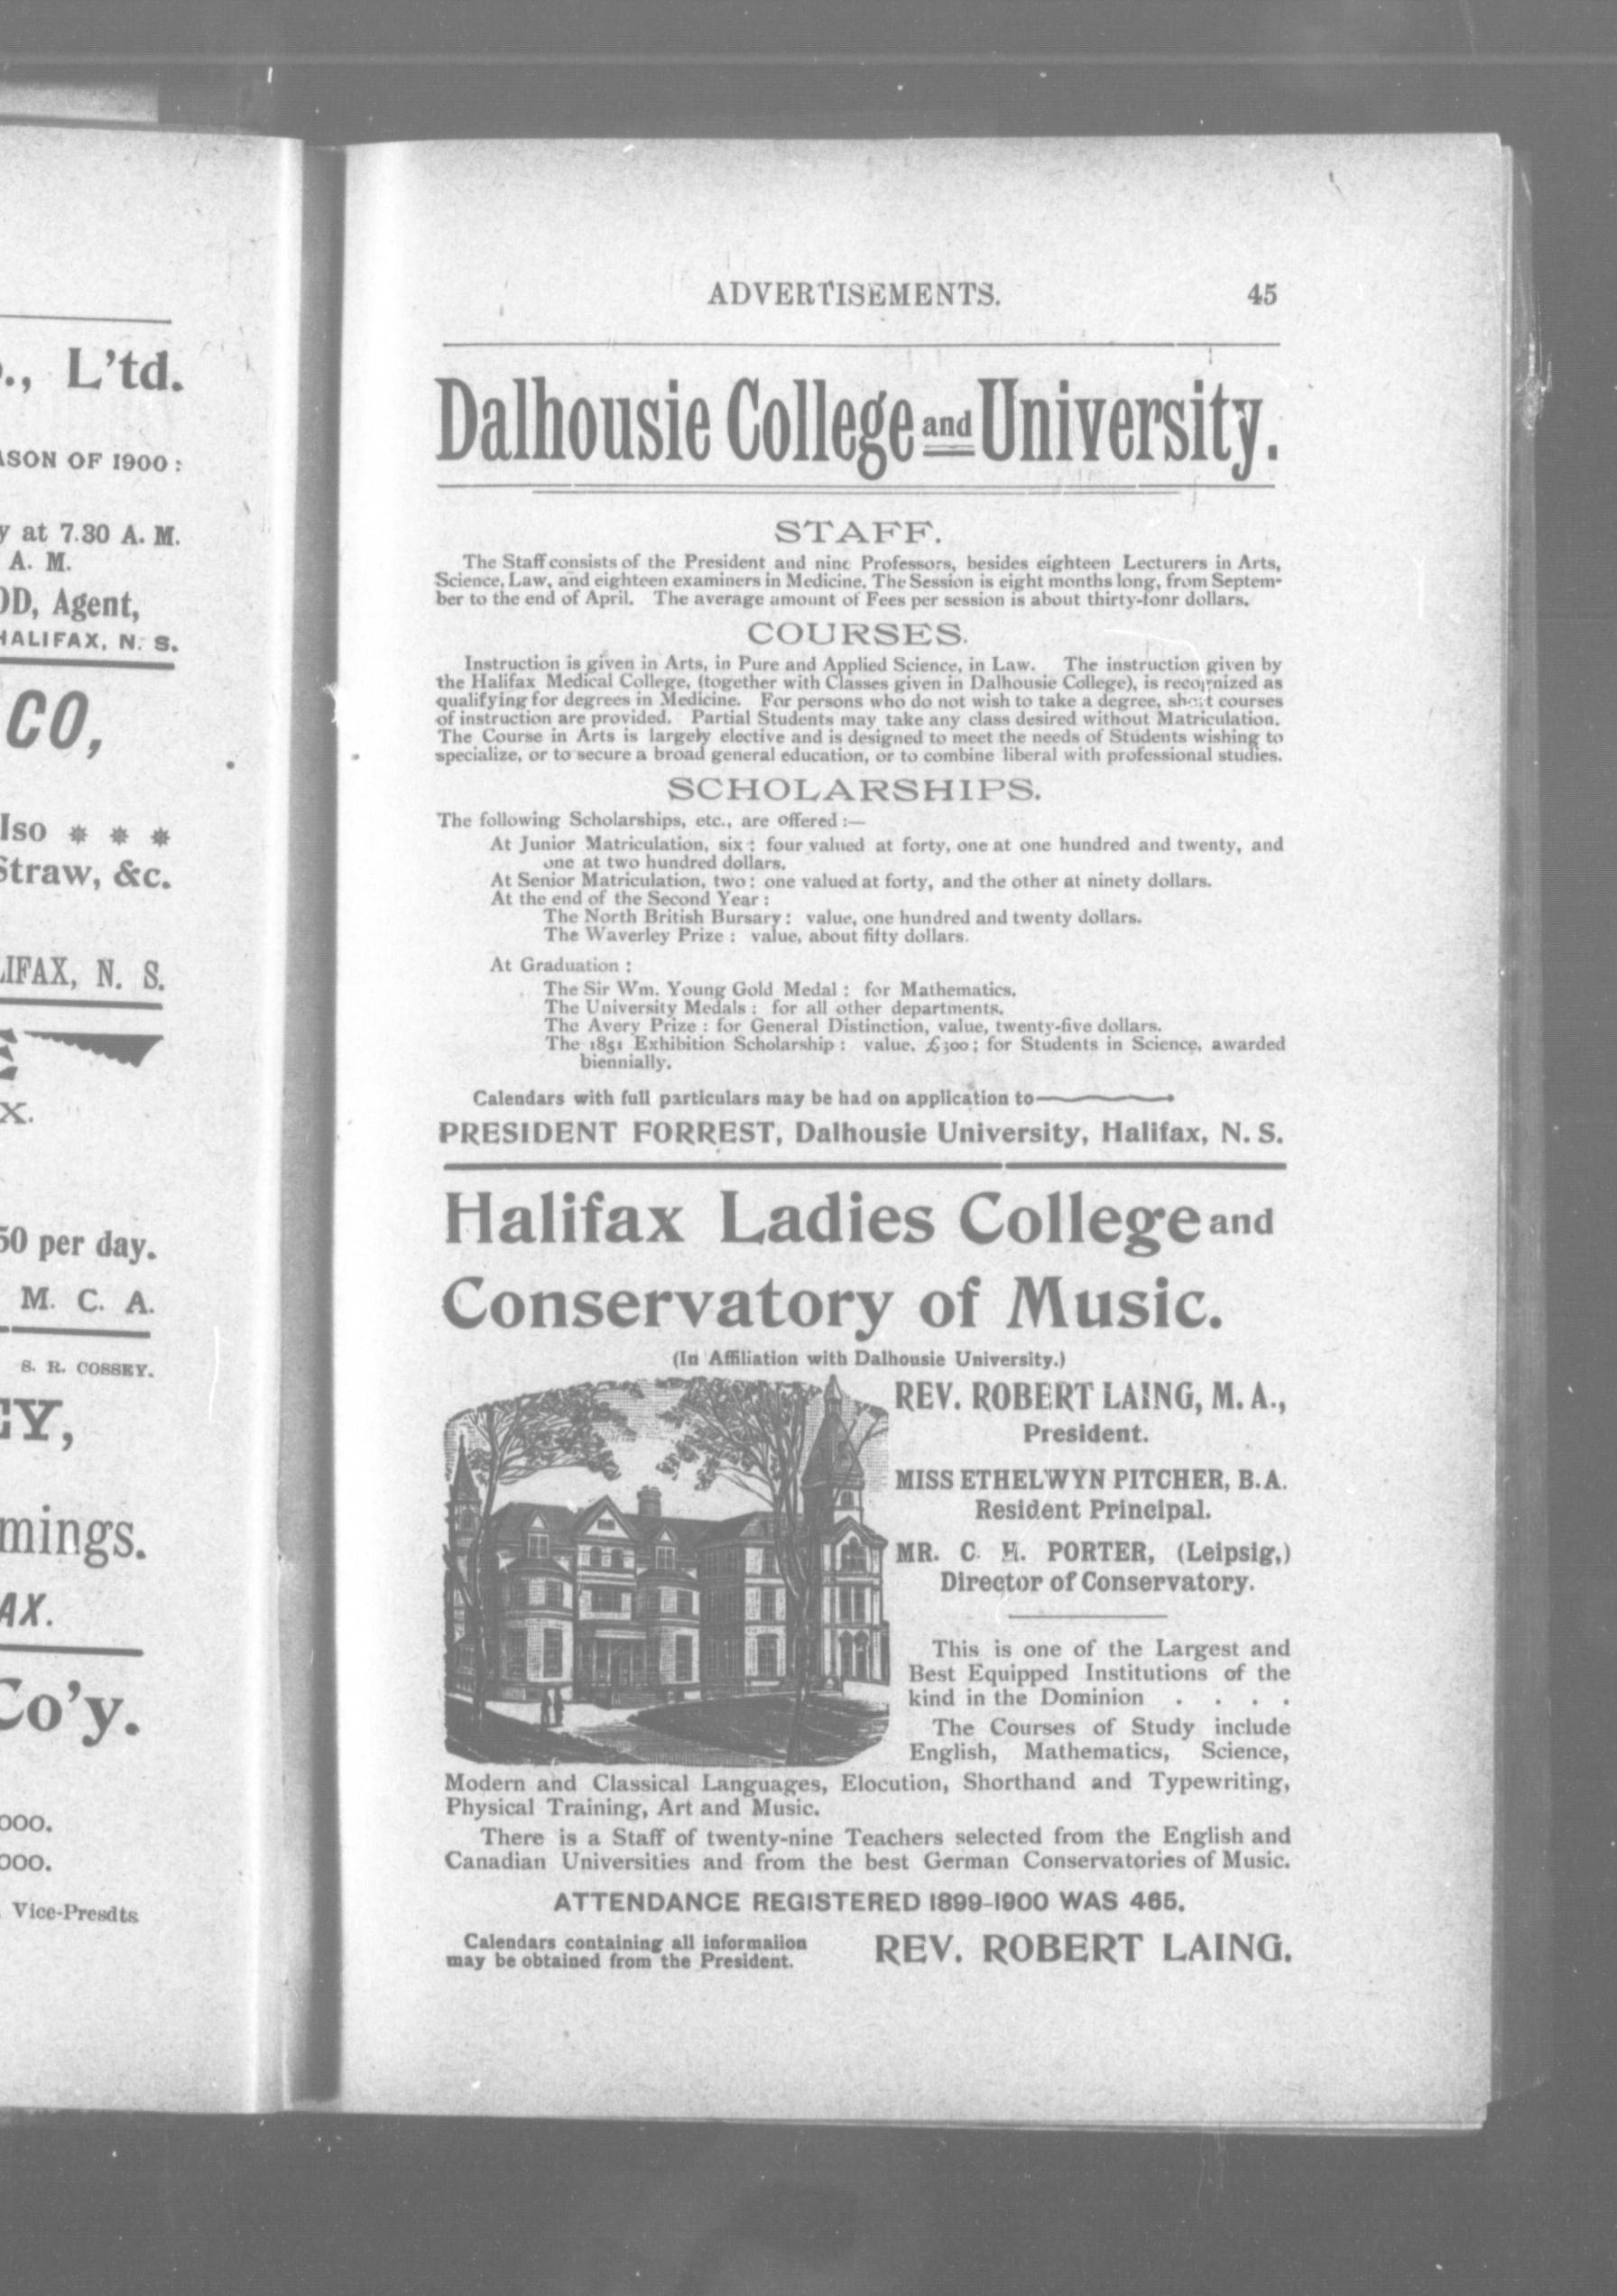 ., L'td.
ASON OF 1900:
y at 7.30 A. M.
A. M.
OD, Agent,
HALIFAX, N. S.
CO,
lso * * *
Straw, &c.
LIFAX, N. S.
X.
50 per day.
M. C. A.
S. R. COSSEY.
EY,
mings.
AX.
Co'y.
000.
000.
Vice-Presdts
ADVERTISEMENTS. 45
Dalhousie College and University.
STAFF.
The Staff consists of the President and nine Professors, besides eighteen Lecturers in Arts,
Science, Law, and eighteen examiners in Medicine. The Session is eight months long, from Septem-
ber to the end of April. The average amount of Fees per session is about thirty-fonr dollars.
COURSES.
Instruction is given in Arts, in Pure and Applied Science, in Law. The instruction given by
the Halifax Medical College, (together with Classes given in Dalhousie College), is recognized as
qualifying for degrees in Medicine. For persons who do not wish to take a degree, short courses
of instruction are provided. Partial Students may take any class desired without Matriculation.
The Course in Arts is largely elective and is designed to meet the needs of Students wishing to
specialize, or to secure a broad general education, or to combine liberal with professional studies.
SCHOLARSHIPS.
The following Scholarships, etc., are offered :—
At Junior Matriculation, six : four valued at forty, one at one hundred and twenty, and
one at two hundred dollars.
At Senior Matriculation, two : one valued at forty, and the other at ninety dollars.
At the end of the Second Year :
The North British Bursary : value, one hundred and twenty dollars.
The Waverley Prize : value, about fifty dollars.
At Graduation :
The Sir Wm. Young Gold Medal : for Mathematics.
The University Medals : for all other departments.
The Avery Prize : for General Distinction, value, twenty-five dollars.
The 1851 Exhibition Scholarship : value, £300 ; for Students in Science, awarded
biennially.
Calendars with full particulars may be had on application to
PRESIDENT FORREST, Dalhousie University, Halifax, N. S.
Halifax Ladies College and
Conservatory of Music.
(In Affiliation with Dalhousie University.)
REV. ROBERT LAING, M. A.,
President.
MISS ETHELWYN PITCHER, B.A.
Resident Principal.
MR. C. H. PORTER, (Leipsig,)
Director of Conservatory.
This is one of the Largest and
Best Equipped Institutions of the
kind in the Dominion . . . .
The Courses of Study include
English, Mathematics, Science,
Modern and Classical Languages, Elocution, Shorthand and Typewriting,
Physical Training, Art and Music.
There is a Staff of twenty-nine Teachers selected from the English and
Canadian Universities and from the best German Conservatories of Music.
ATTENDANCE REGISTERED 1899-1900 WAS 465.
Calendars containing all informaiion
may be obtained from the President.
REV. ROBERT LAING.